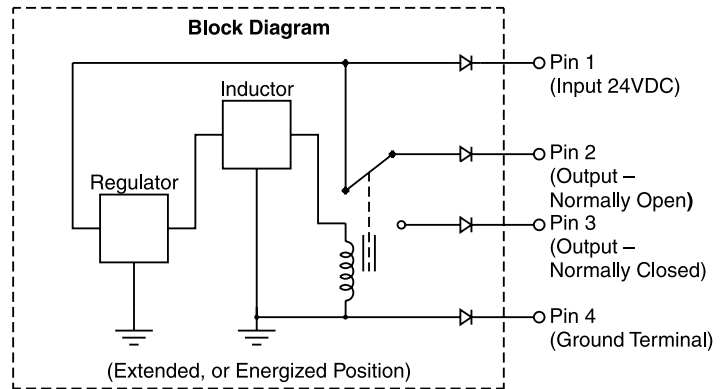 Block Diagram
Pin 1
(Input 24VDC)
Inductor
Pin 2
(Output –
Normally Open)
Regulator
Pin 3
(Output –
Normally Closed)
Pin 4
(Ground Terminal)
(Extended, or Energized Position)